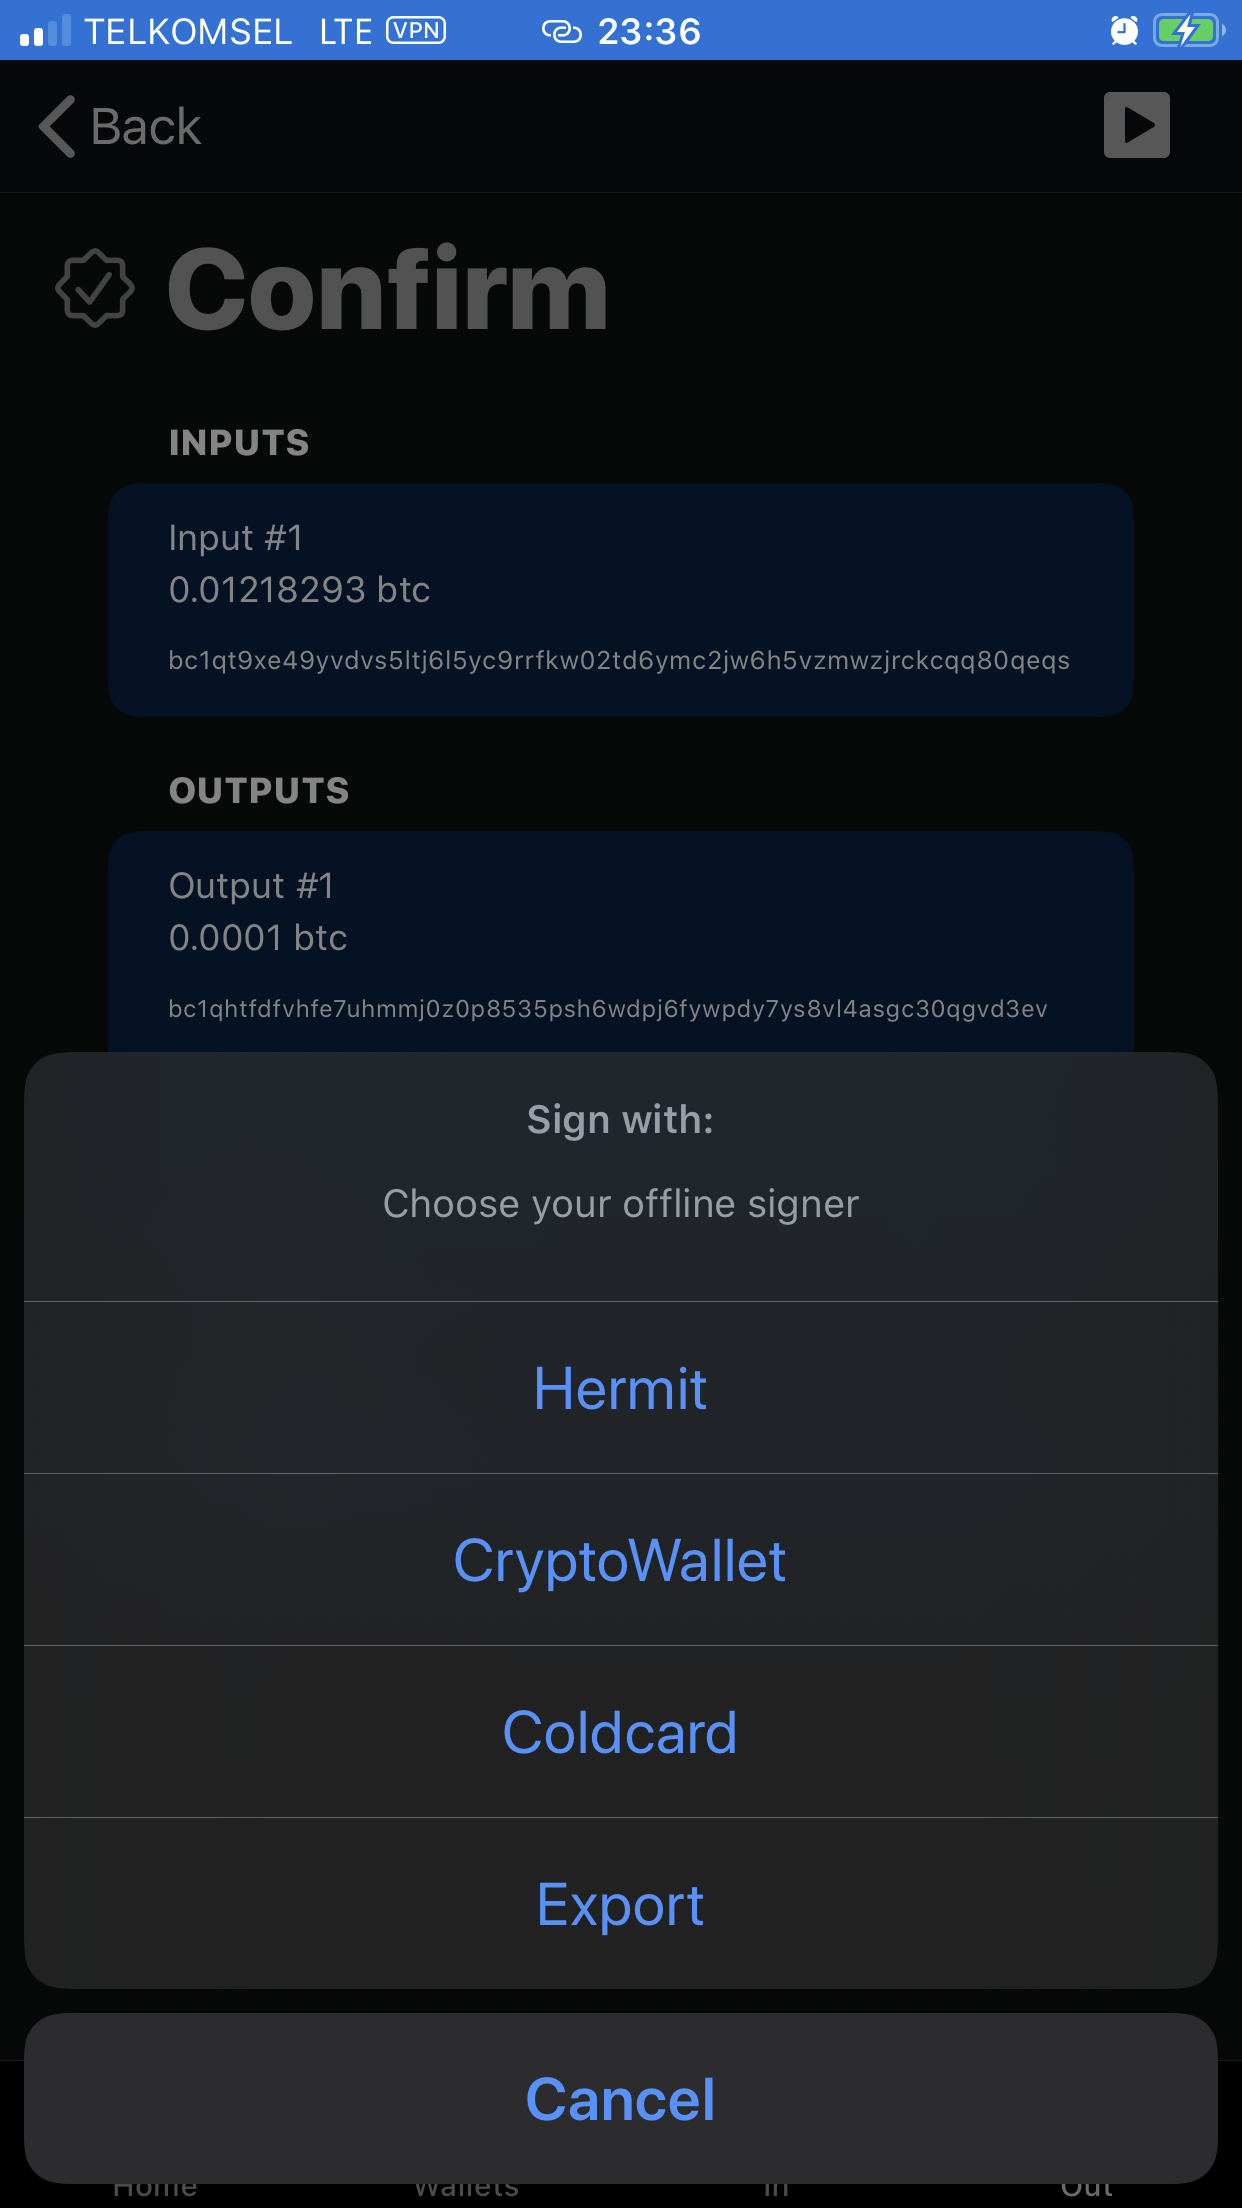 TELKOMSEL LTE VPN 23:36
Back
Confirm
INPUTS
Input #1
0.01218293 btc
bc1qt9xe49yvdvs5ltj6l5yc9rrfkw02td6ymc2jw6h5vzmwzjrckcqq80qeqs
OUTPUTS
Output #1
0.0001 btc
bc1qhtfdfvhfe7uhmmj0z0p8535psh6wdpj6fywpdy7ys8vl4asgc30qgvd3ev
Sign with:
Choose your offline signer
Hermit
CryptoWallet
Coldcard
Export
Cancel
Home Wallets In Out